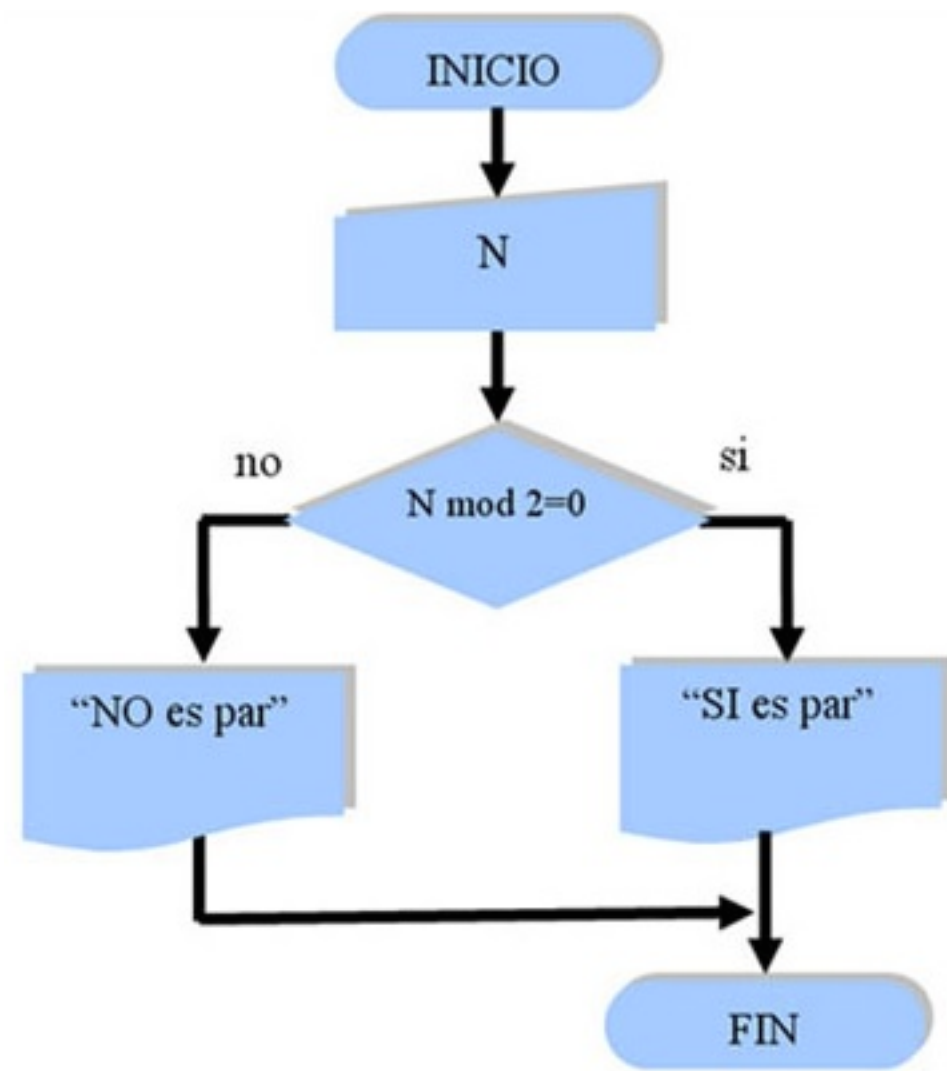 INICIO
N
no
si
N mod 2=0
“NO es par”
“SI es par”
FIN